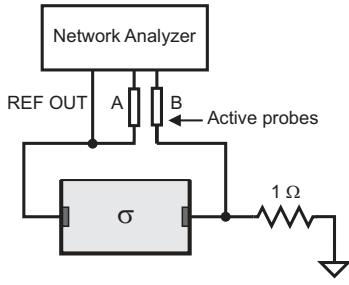 Network Analyzer
REF OUT A B
Active probes
1 Ω
σ